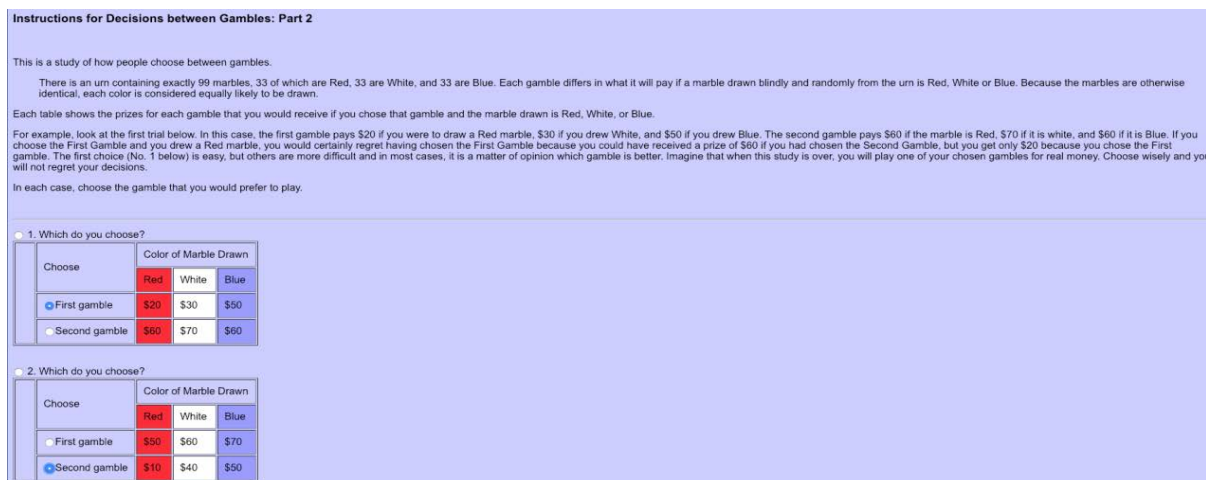 Instructions for Decisions between Gambles: Part 2
This is a study of how people choose between gambles.
There is an urn containing exactly 99 marbles, 33 of which are Red, 33 are White, and 33 are Blue. Each gamble differs in what it will pay if a marble drawn blindly and randomly from the urn is Red, White or Blue. Because the marbles are otherwise
identical, each color is considered equally likely to be drawn.
Each table shows the prizes for each gamble that you would receive if you chose that gamble and the marble drawn is Red, White, or Blue.
For example, look at the first trial below. In this case, the first gamble pays $20 if you were to draw a Red marble, $30 if you drew White, and $50 if you drew Blue. The second gamble pays $60 if the marble is Red, $70 if it is white, and $60 if it is Blue. If you
choose the First Gamble and you drew a Red marble, you would certainly regret having chosen the First Gamble because you could have received a prize of $60 if you had chosen the Second Gamble, but you get only $20 because you chose the First
gamble. The first choice (No. 1 below) is easy, but others are more difficult and in most cases, it is a matter of opinion which gamble is better. Imagine that when this study is over, you will play one of your chosen gambles for real money. Choose wisely and you
will not regret your decisions.
In each case, choose the gamble that you would prefer to play.
1. Which do you choose?
Choose Color of Marble Drawn
Red White Blue
First gamble $20 $30 $50
Second gamble $60 $70 $60
2. Which do you choose?
Choose Color of Marble Drawn
Red White Blue
First gamble $50 $60 $70
Second gamble $10 $40 $50